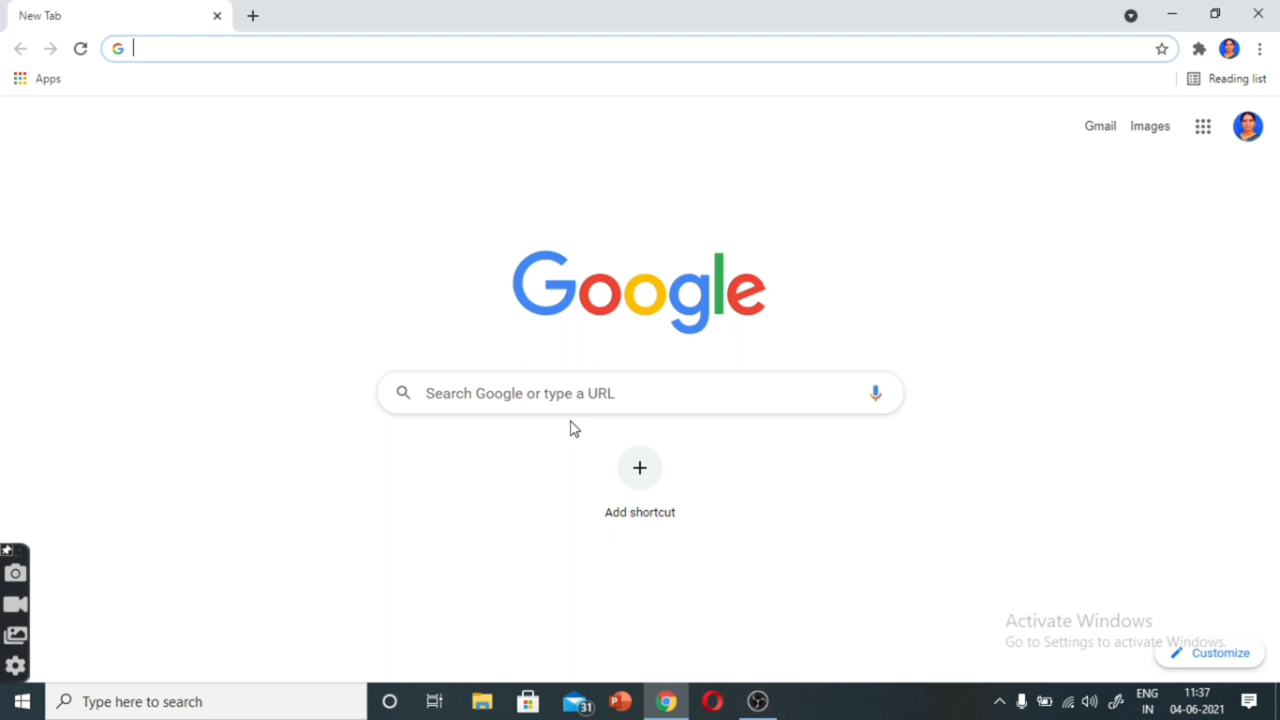 New Tab
Apps
Reading list
Gmail Images
Google
Search Google or type a URL
Add shortcut
Activate Windows
Go to Settings to activate Windows.
Customize
Type here to search
31
ENG
IN
11:37
04-06-2021